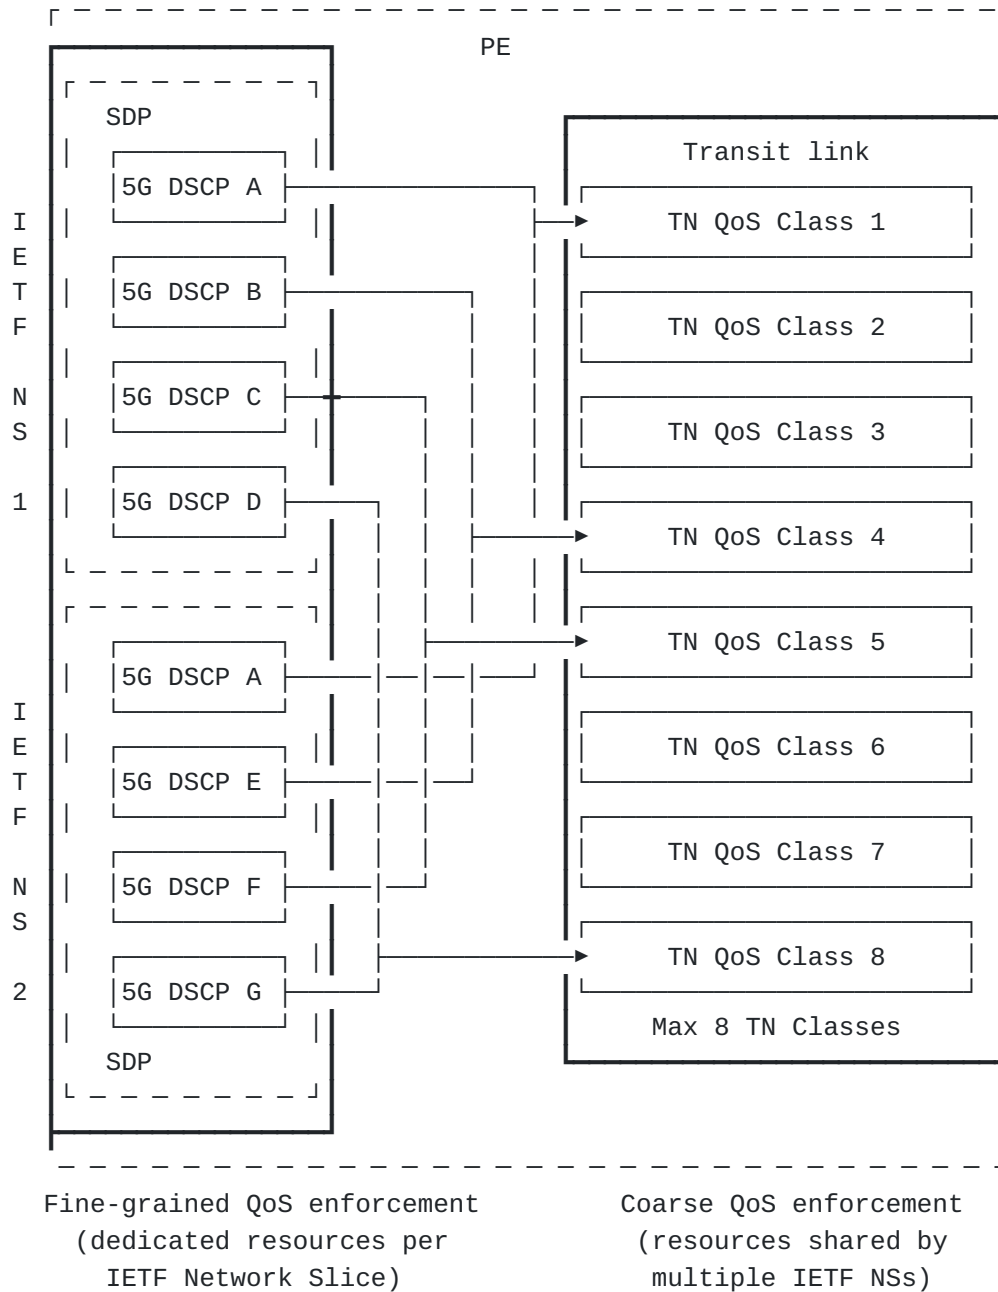 PE
SDP
Transit link
5G DSCP A
I TN QoS Class 1
E
T 5G DSCP B
F TN QoS Class 2
N 5G DSCP C
S TN QoS Class 3
1 5G DSCP D
TN QoS Class 4
TN QoS Class 5
5G DSCP A
I
E TN QoS Class 6
T 5G DSCP E
F
TN QoS Class 7
N 5G DSCP F
S
TN QoS Class 8
2 5G DSCP G
Max 8 TN Classes
SDP
Fine-grained QoS enforcement Coarse QoS enforcement
(dedicated resources per (resources shared by
IETF Network Slice) multiple IETF NSs)